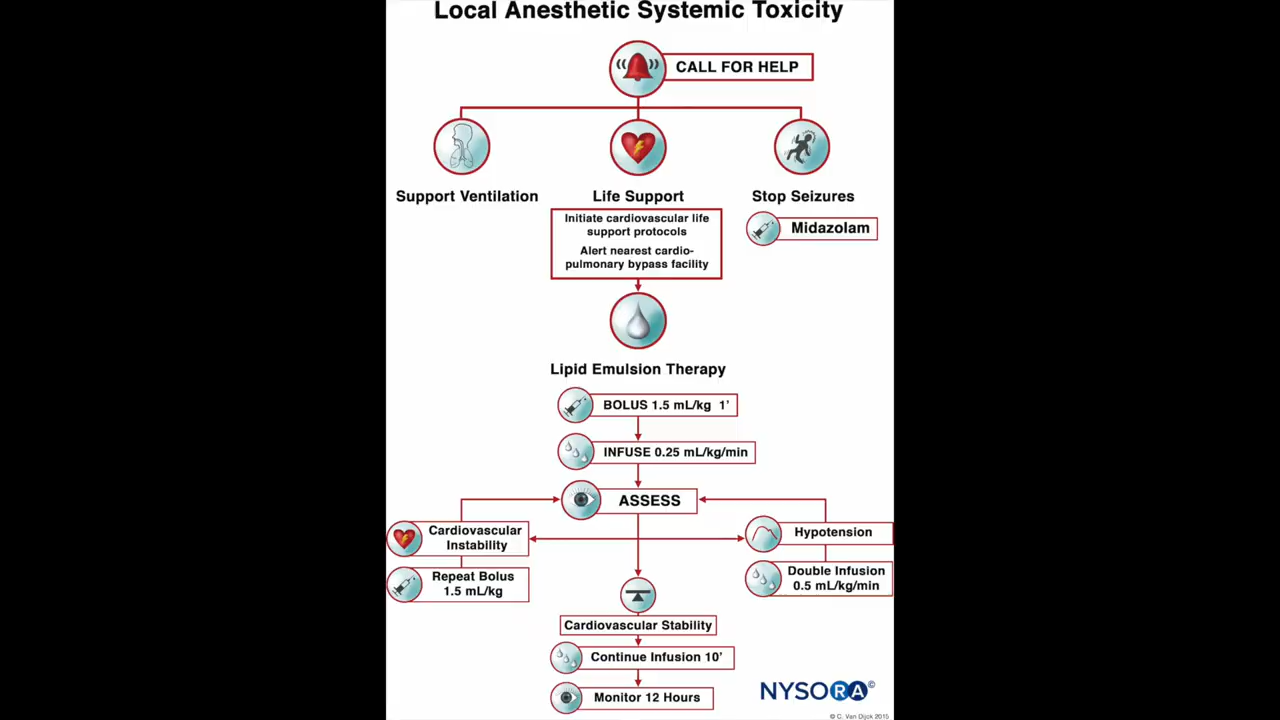 Local Anesthetic Systemic Toxicity
CALL FOR HELP
Support Ventilation
Life Support
Stop Seizures
Initiate cardiovascular life
support protocols
Alert nearest cardio-
pulmonary bypass facility
Midazolam
Lipid Emulsion Therapy
BOLUS 1.5 mL/kg 1’
INFUSE 0.25 mL/kg/min
ASSESS
Cardiovascular
Instability
Hypotension
Repeat Bolus
1.5 mL/kg
Double Infusion
0.5 mL/kg/min
Cardiovascular Stability
Continue Infusion 10’
Monitor 12 Hours
NYSORA©
© C. Van Dijck 2015